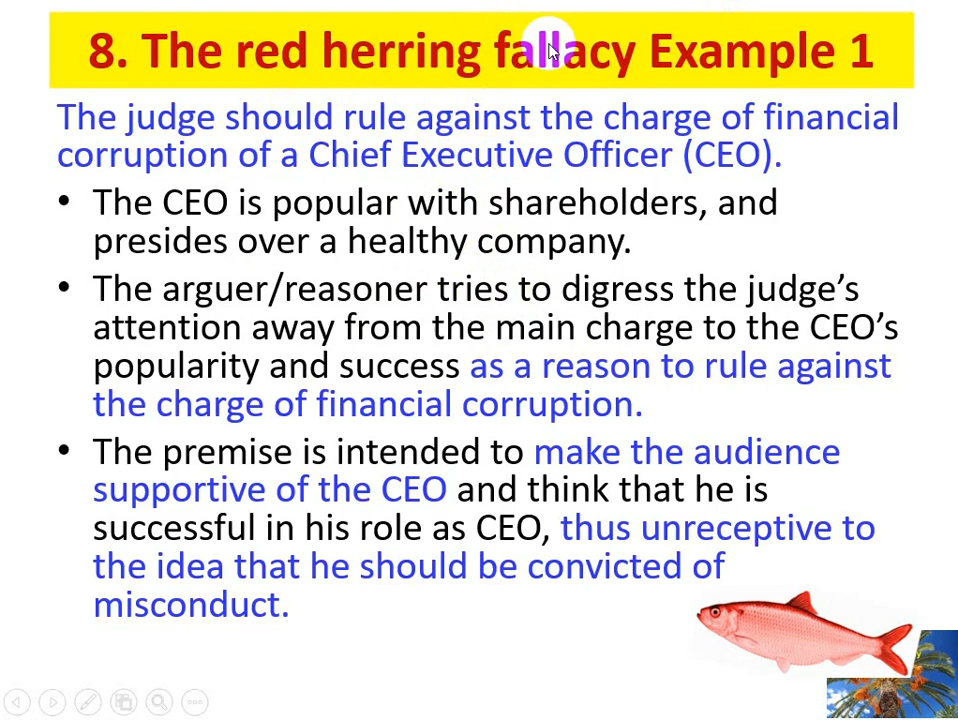 8. The red herring fallacy Example 1
The judge should rule against the charge of financial
corruption of a Chief Executive Officer (CEO).
• The CEO is popular with shareholders, and
presides over a healthy company.
• The arguer/reasoner tries to digress the judge’s
attention away from the main charge to the CEO’s
popularity and success as a reason to rule against
the charge of financial corruption.
• The premise is intended to make the audience
supportive of the CEO and think that he is
successful in his role as CEO, thus unreceptive to
the idea that he should be convicted of
misconduct.